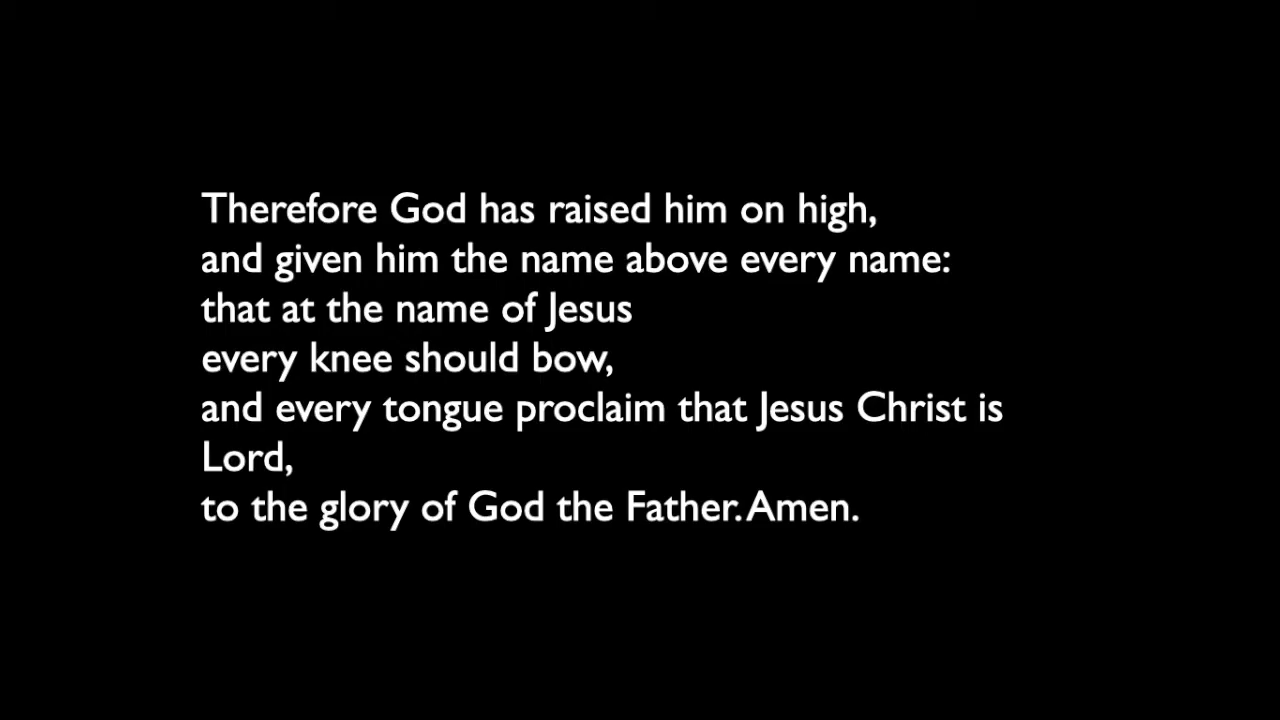 Therefore God has raised him on high,
and given him the name above every name:
that at the name of Jesus
every knee should bow,
and every tongue proclaim that Jesus Christ is
Lord,
to the glory of God the Father. Amen.